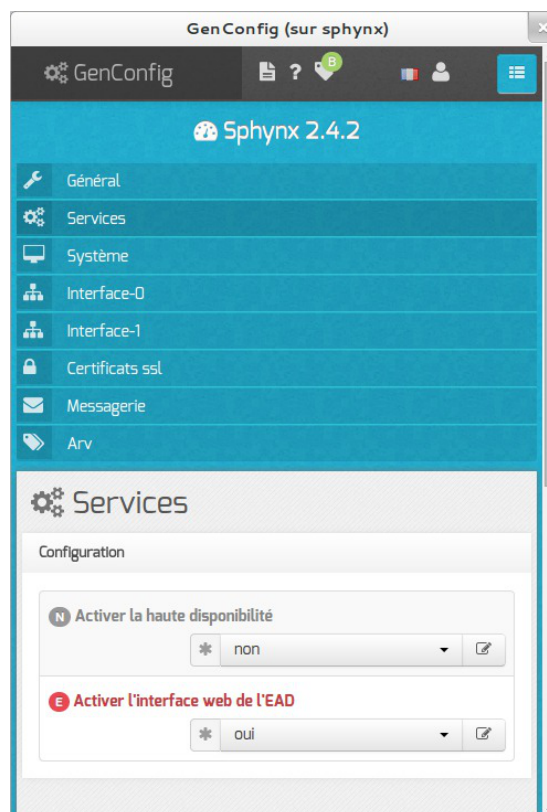 GenConfig (sur sphynx)
GenConfig ? B
Sphynx 2.4.2
Général
Services
Système
Interface-0
Interface-1
Certificats ssl
Messagerie
Arv
Services
Configuration
N Activer la haute disponibilité
non
E Activer l'interface web de l'EAD
oui